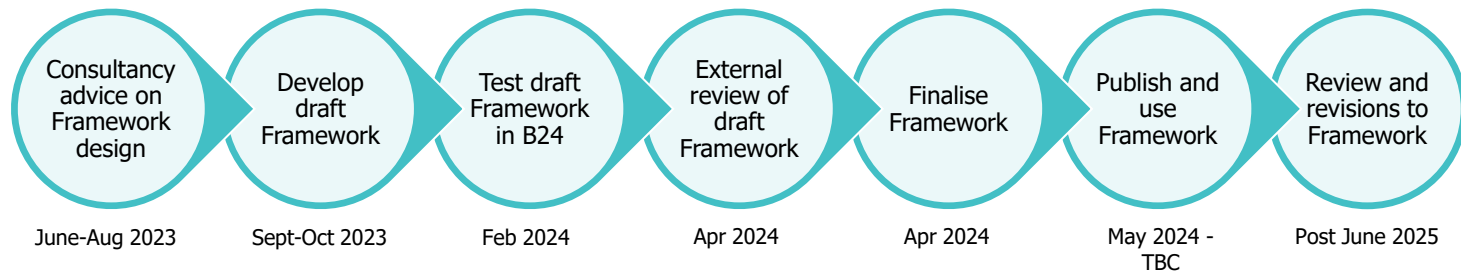 Consultancy
advice on
Framework
design
Develop
draft
Framework
Test draft
Framework
in B24
External
review of
draft
Framework
Finalise
Framework
Publish and
use
Framework
Review and
revisions to
Framework
June-Aug 2023
Sept-Oct 2023
Feb 2024
Apr 2024
Apr 2024
May 2024 -
TBC
Post June 2025